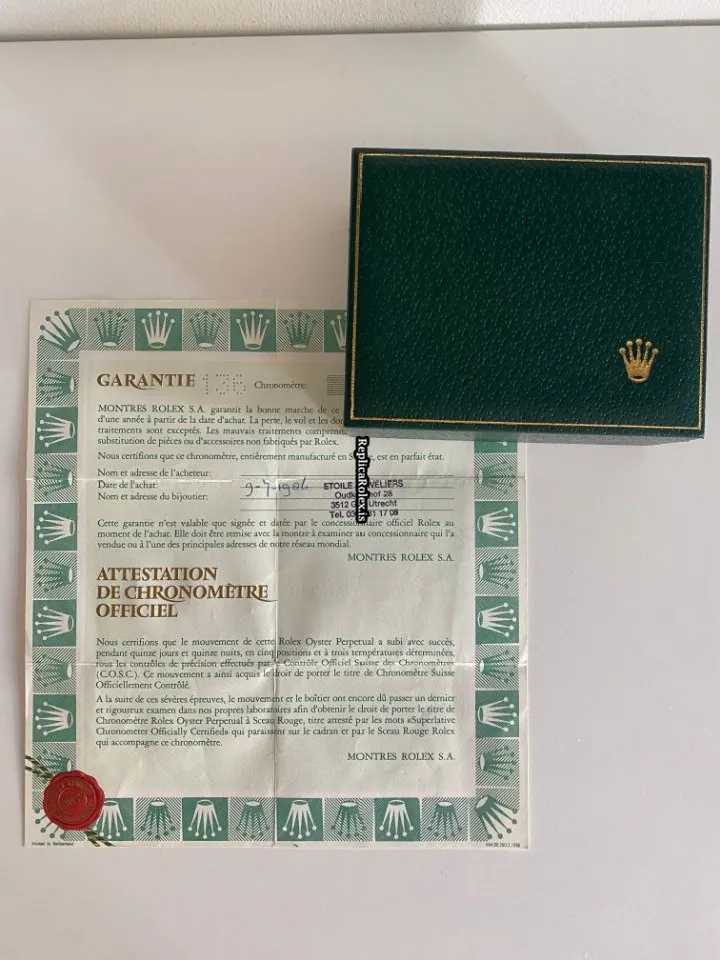 GARANTIE 136 Chronomètre:
MONTRES ROLEX S.A. garantit la bonne marche de ce
d'une année à partir de la date d'achat. La perte, le vol et les
traitements sont exceptés. Les mauvais traitements
substitution de pièces ou d'accessoires non fabriqués par Rolex.
Nous certifions que ce chronomètre, entièrement manufacturé en est en parfait état.
Nom et adresse de l'acheteur:
Date de l'achat:
Nom et adresse du bijoutier:
ETOILE
3512 Utrecht
ReplicaRolex.is
Cette garantie n'est valable que signée et datée par le concessionnaire officiel Rolex au
moment de l'achat. Elle doit être remise avec la montre à examiner au concessionnaire qui l'a
vendue ou à l'une des principales adresses de notre réseau mondial.
MONTRES ROLEX S.A.
ATTESTATION
DE CHRONOMÈTRE
OFFICIEL
Nous certifions que le mouvement de cette Rolex Oyster Perpetual a subi avec succès,
pendant quinze jours et quinze nuits, en cinq positions et à trois températures déterminées,
tous les contrôles de précision effectués par le Contrôle Officiel Suisse des Chronomètres
(C.O.S.C.). Ce mouvement a ainsi acquis le droit de porter le titre de Chronomètre Suisse
Officiellement Contrôlé.
A la suite de ces sévères épreuves, le mouvement et le boîtier ont encore dû passer un dernier
et rigoureux examen dans nos propres laboratoires afin d'obtenir le droit de porter le titre de
Chronomètre Rolex Oyster Perpetual à Sceau Rouge, titre attesté par les mots «Superlative
Chronometer Officially Certified» qui paraissent sur le cadran et par le Sceau Rouge Rolex
qui accompagne ce chronomètre.
MONTRES ROLEX S.A.
Printed in Switzerland